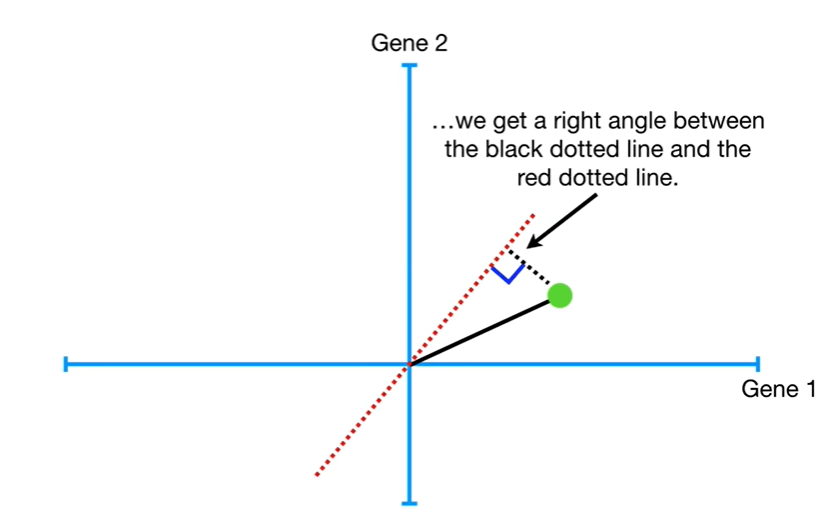 Gene 2
…we get a right angle between
the black dotted line and the
red dotted line.
Gene 1